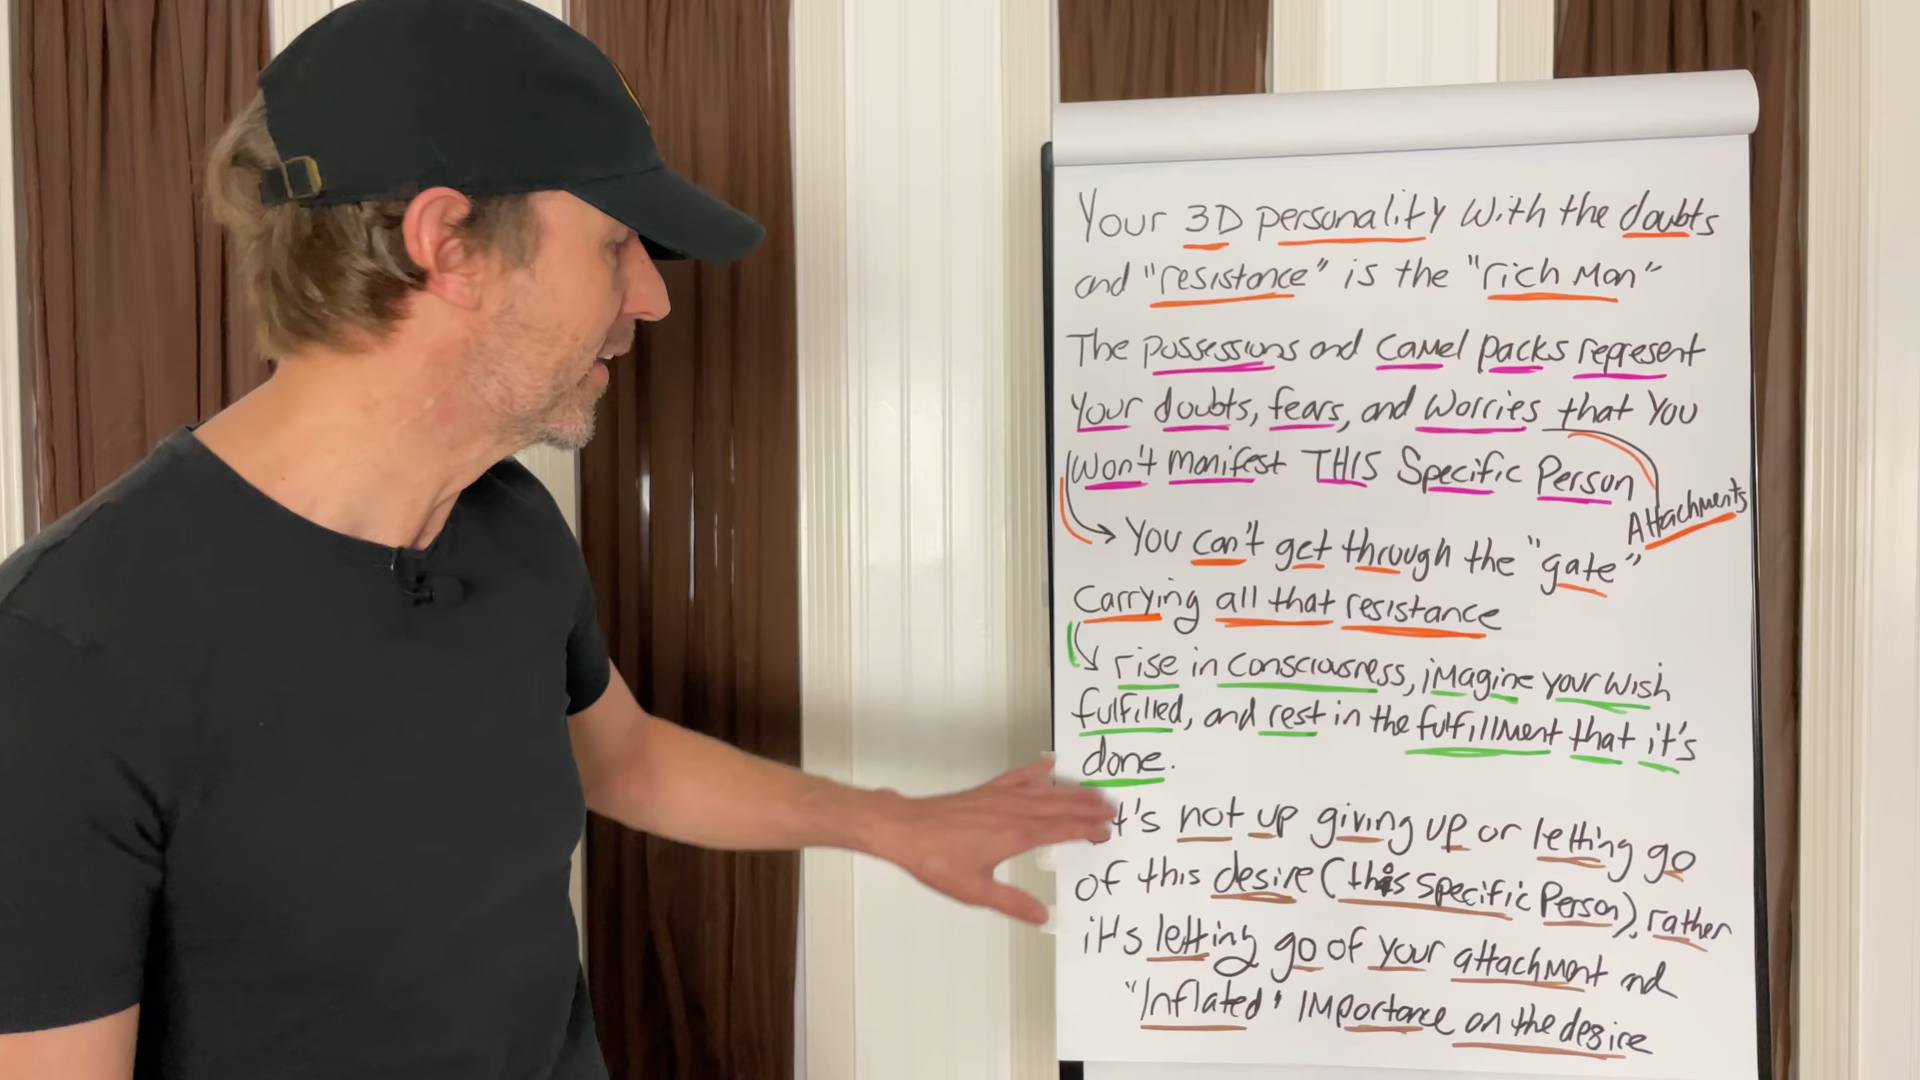 Your 3D personality with the doubts
and "resistance" is the "rich man"
The possessions and camel packs represent
Your doubts, fears, and worries that you
won't manifest THIS Specific Person
Attachments
You can't get through the "gate"
Carrying all that resistance
rise in consciousness, imagine your wish
fulfilled, and rest in the fulfillment that it's
done.
It's not up giving up or letting go
of this desire (this specific person), rather
it's letting go of your attachment and
"Inflated" importance on the desire